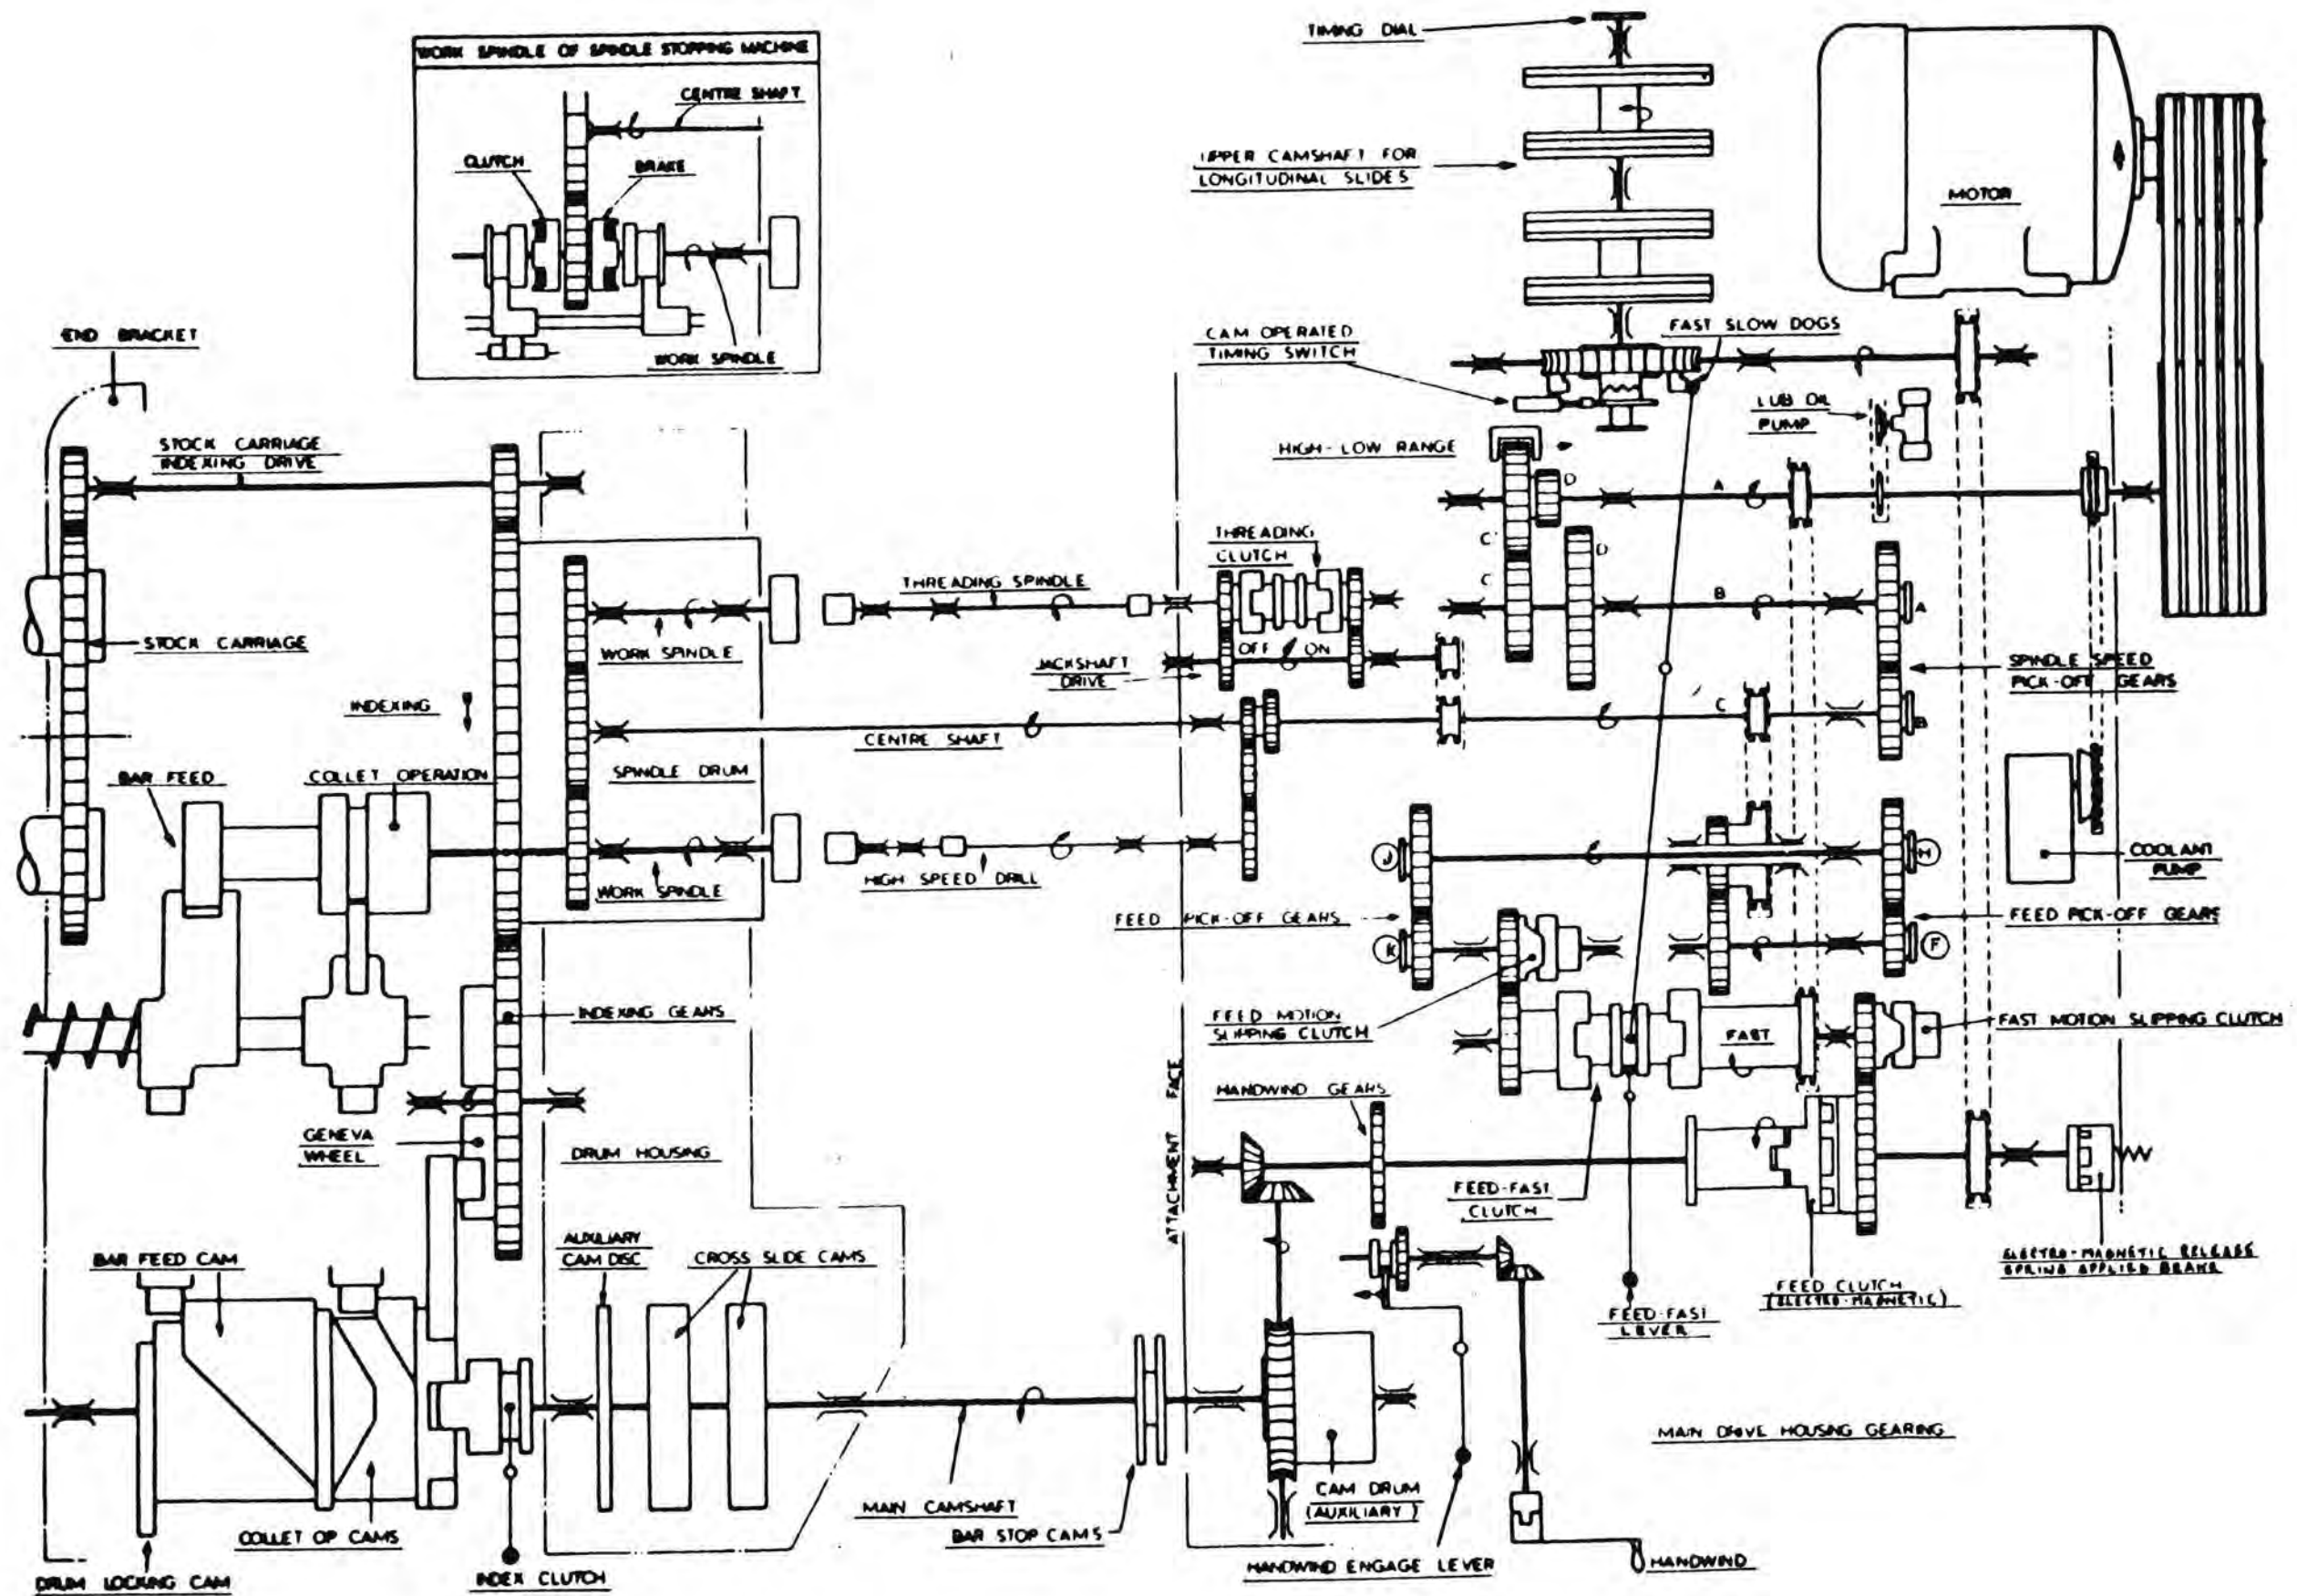 WORK SPINDLE OF SPINDLE STOPPING MACHINE
CENTRE SHAFT
CLUTCH
BRAKE
WORK SPINDLE
TIMING DIAL
UPPER CAMSHAFT FOR
LONGITUDINAL SLIDES
MOTOR
CAM OPERATED
TIMING SWITCH
FAST SLOW DOGS
LUB OIL
PUMP
HIGH-LOW RANGE
END BRACKET
STOCK CARRIAGE
INDEXING DRIVE
D
A
C
C
D
B
A
THREADING
CLUTCH
THREADING SPINDLE
STOCK CARRIAGE
WORK SPINDLE
OFF
ON
JACKSHAFT
DRIVE
SPINDLE SPEED
PICK-OFF GEARS
INDEXING
CENTRE SHAFT
C
B
BAR FEED
COLLET OPERATION
SPINDLE DRUM
COOLANT
PUMP
J
H
HIGH SPEED DRILL
WORK SPINDLE
FEED PICK-OFF GEARS
FEED PICK-OFF GEARS
K
F
INDEXING GEARS
FEED MOTION
SLIPPING CLUTCH
FAST
FAST MOTION SLIPPING CLUTCH
HANDWIND GEARS
ATTACHMENT FACE
GENEVA
WHEEL
DRUM HOUSING
FEED-FAST
CLUTCH
BAR FEED CAM
AUXILIARY
CAM DISC
CROSS SLIDE CAMS
FEED CLUTCH
(ELECTRO-MAGNETIC)
ELECTRO-MAGNETIC RELEASE
SPRING APPLIED BRAKE
FEED-FAST
LEVER
MAIN DRIVE HOUSING GEARING
CAM DRUM
(AUXILIARY)
MAIN CAMSHAFT
BAR STOP CAMS
COLLET OP CAMS
HANDWIND ENGAGE LEVER
HANDWIND
DRUM LOCKING CAM
INDEX CLUTCH